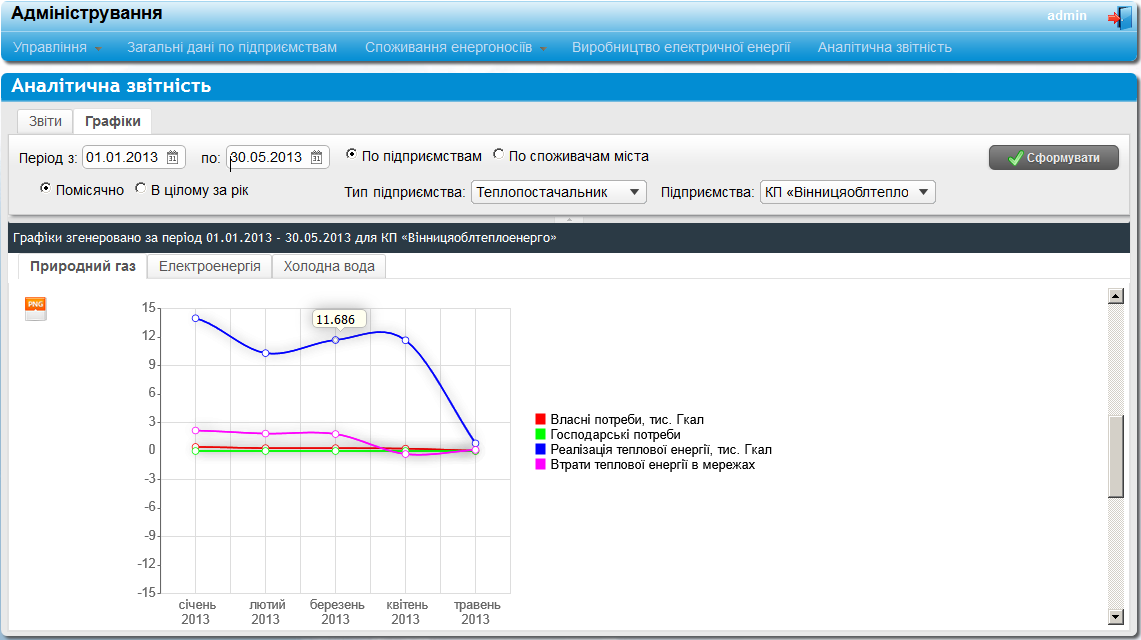 Адміністрування
admin
Управління
Загальні дані по підприємствам
Споживання енергоносіїв
Виробництво електричної енергії
Аналітична звітність
Аналітична звітність
Звіти
Графіки
Період з: 01.01.2013 по: 30.05.2013
По підприємствам
По споживачам міста
Сформувати
Помісячно
В цілому за рік
Тип підприємства: Теплопостачальник
Підприємства: КП «Вінницяоблтепло
Графіки згенеровано за період 01.01.2013 - 30.05.2013 для КП «Вінницяоблтеплоенерго»
Природний газ
Електроенергія
Холодна вода
PNG
15
12
9
6
3
0
-3
-6
-9
-12
-15
11.686
січень
2013
лютий
2013
березень
2013
квітень
2013
травень
2013
Власні потреби, тис. Гкал
Господарські потреби
Реалізація теплової енергії, тис. Гкал
Втрати теплової енергії в мережах